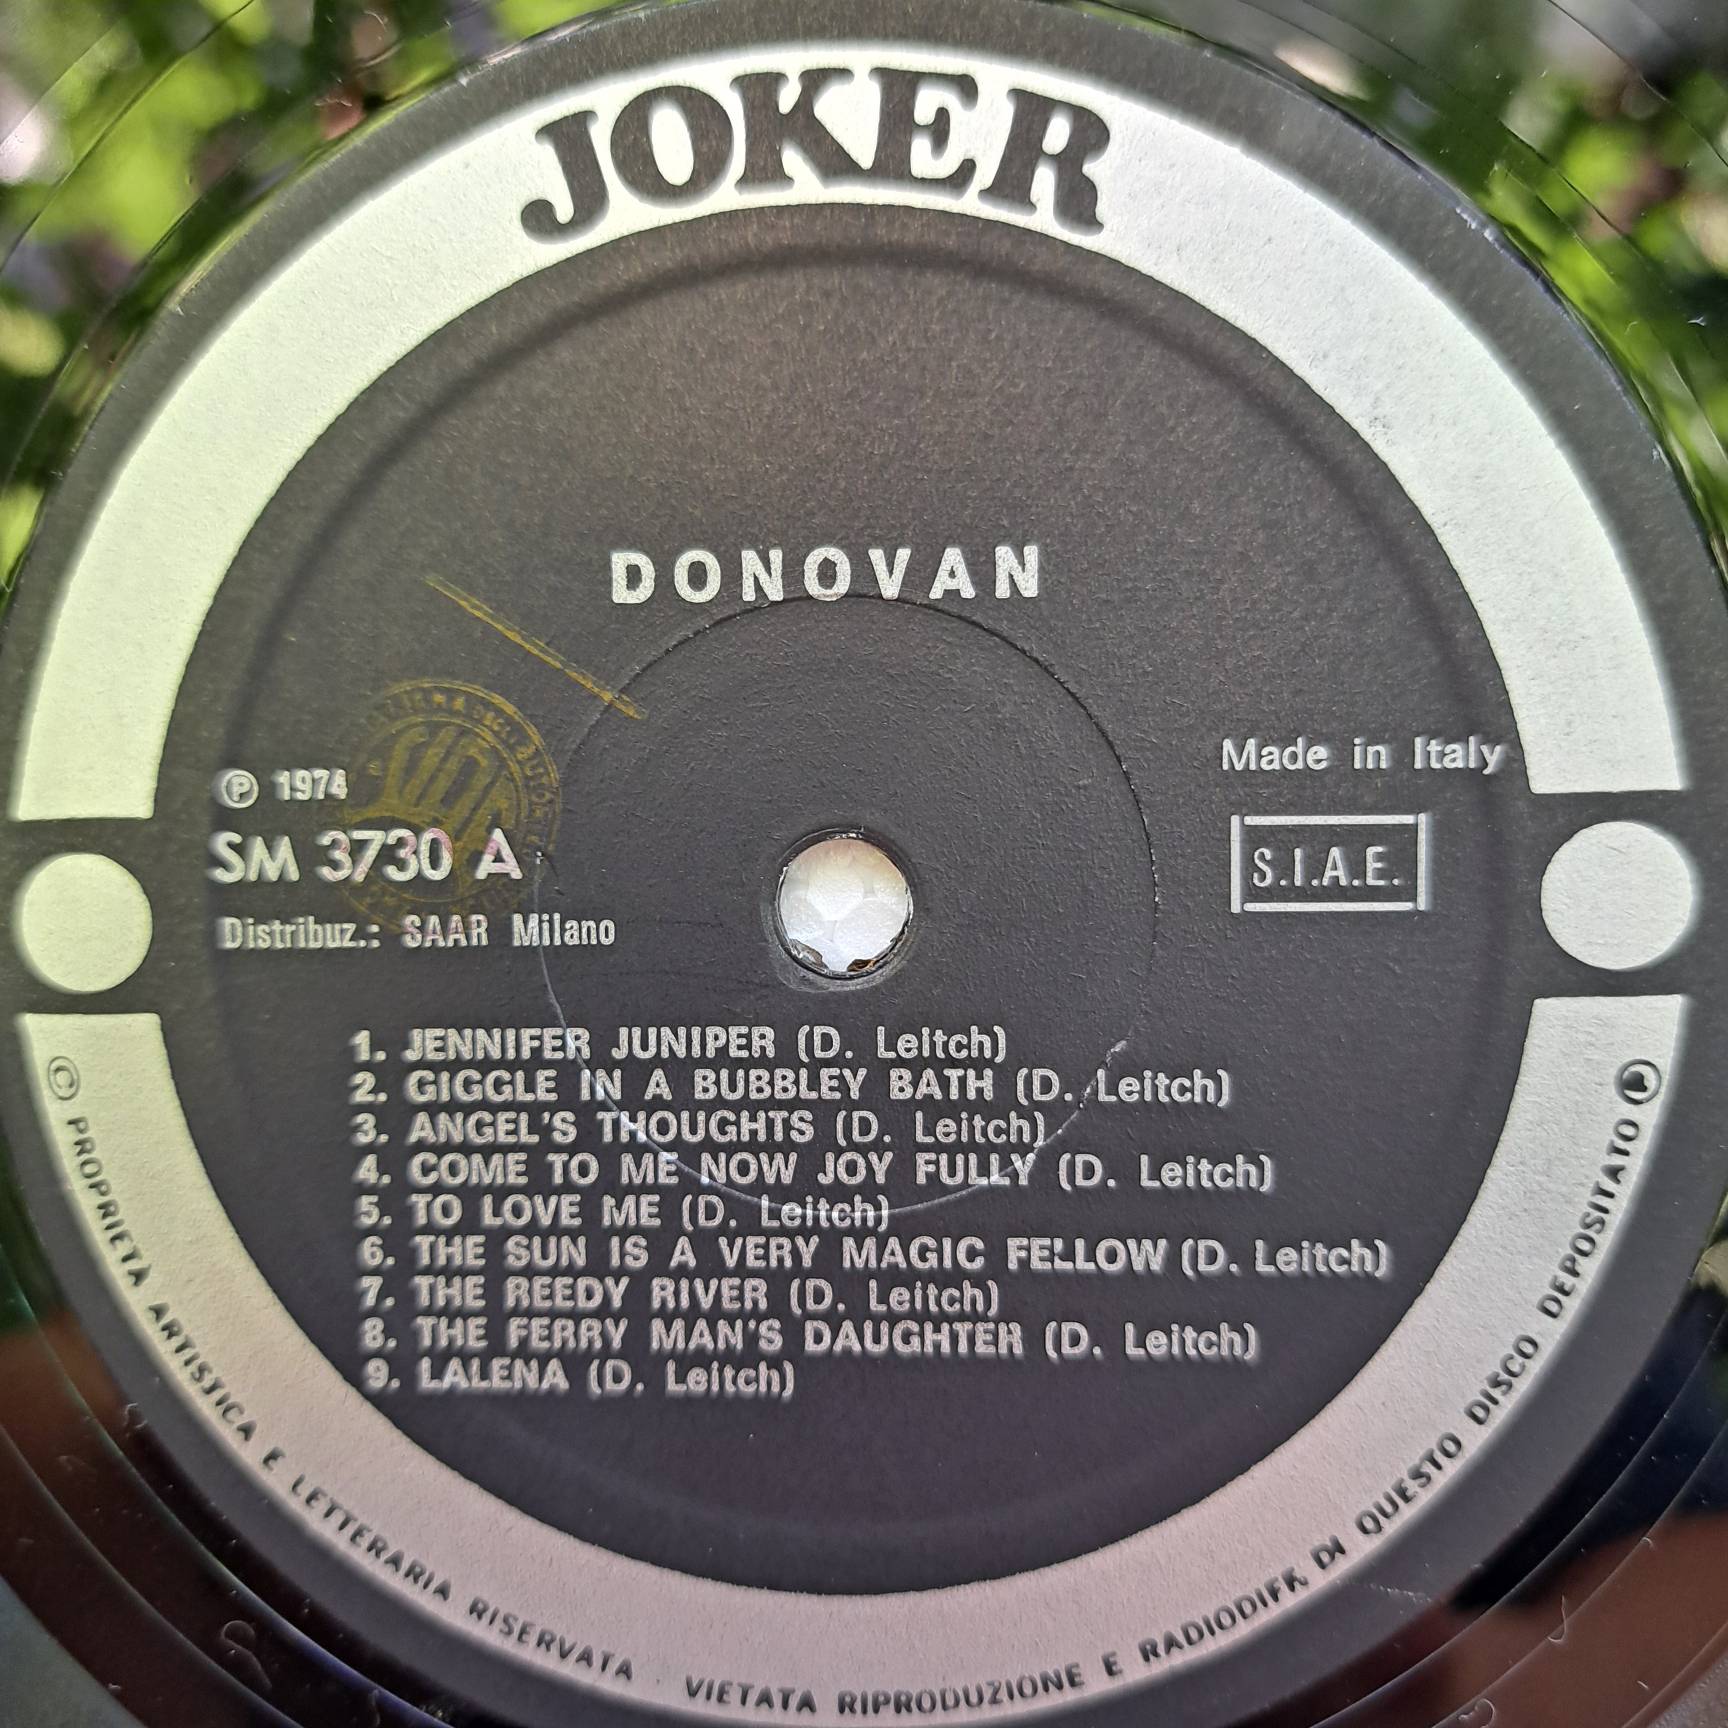 JOKER
DONOVAN
Ⓟ 1974
SM 3730 A
Distribuz.: SAAR Milano
Made in Italy
S.I.A.E.
1. JENNIFER JUNIPER (D. Leitch)
2. GIGGLE IN A BUBBLEY BATH (D. Leitch)
3. ANGEL'S THOUGHTS (D. Leitch)
4. COME TO ME NOW JOY FULLY (D. Leitch)
5. TO LOVE ME (D. Leitch)
6. THE SUN IS A VERY MAGIC FELLOW (D. Leitch)
7. THE REEDY RIVER (D. Leitch)
8. THE FERRY MAN'S DAUGHTER (D. Leitch)
9. LALENA (D. Leitch)
© PROPRIETÀ ARTISTICA E LETTERARIA RISERVATA · VIETATA RIPRODUZIONE E RADIODIFF. DI QUESTO DISCO DEPOSITATO